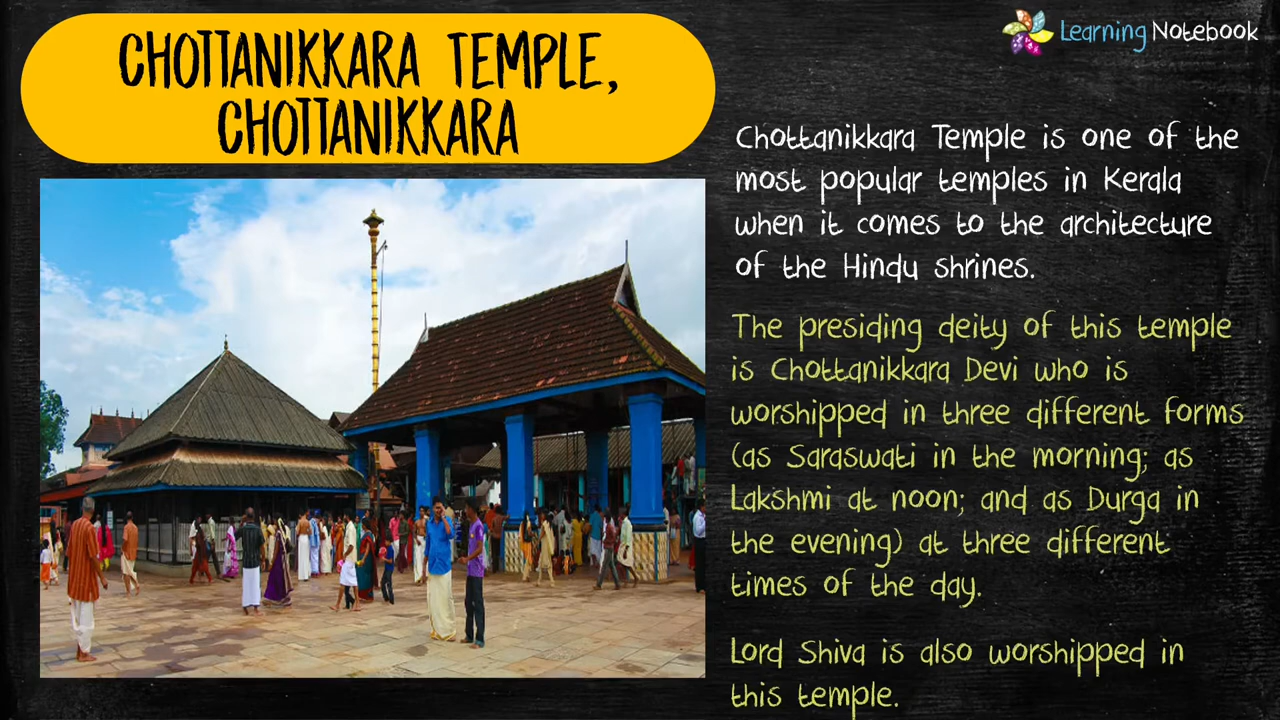 CHOTTANIKKARA TEMPLE,
CHOTTANIKKARA
Learning Notebook
Chottanikkara Temple is one of the
most popular temples in Kerala
when it comes to the architecture
of the Hindu shrines.
The presiding deity of this temple
is Chottanikkara Devi who is
worshipped in three different forms
(as Saraswati in the morning; as
Lakshmi at noon; and as Durga in
the evening) at three different
times of the day.
Lord Shiva is also worshipped in
this temple.